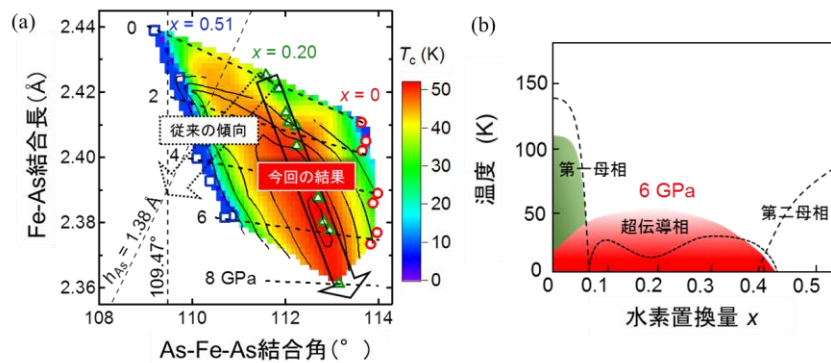 (a)
Fe-As結合長(Å)
2.44
2.42
2.40
2.38
2.36
108
110
112
114
As-Fe-As結合角(°)
0
2
4
6
8 GPa
x = 0.51
x = 0.20
x = 0
従来の傾向
今回の結果
hAs = 1.38 Å
109.47°
Tc (K)
50
40
30
20
10
0
(b)
温度 (K)
150
100
50
0
0
0.1
0.2
0.3
0.4
0.5
水素置換量 x
第一母相
6 GPa
超伝導相
第二母相